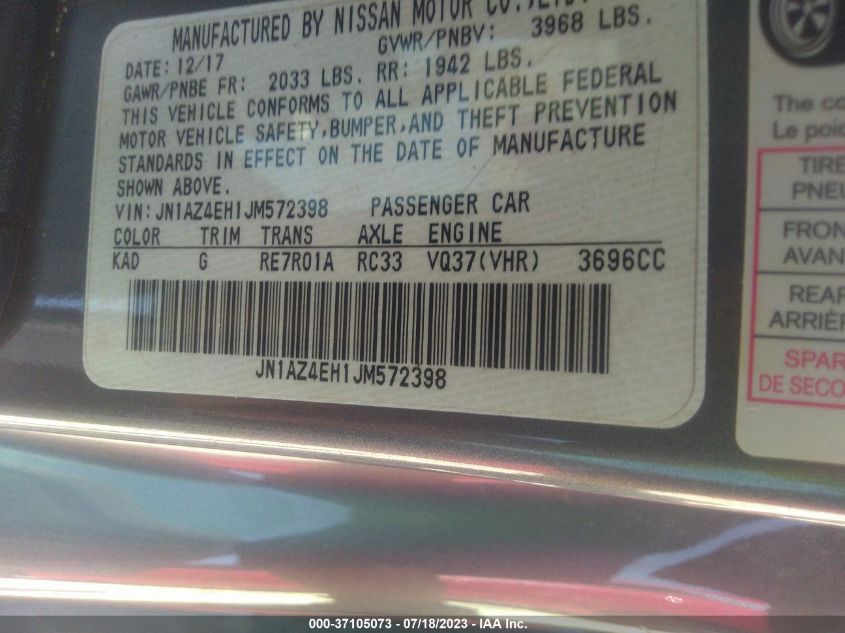 MANUFACTURED BY NISSAN MOTOR CO.,LTD.
GVWR/PNBV: 3968 LBS.
DATE: 12/17
GAWR/PNBE FR: 2033 LBS. RR: 1942 LBS.
THIS VEHICLE CONFORMS TO ALL APPLICABLE FEDERAL
MOTOR VEHICLE SAFETY,BUMPER,AND THEFT PREVENTION
STANDARDS IN EFFECT ON THE DATE OF MANUFACTURE
SHOWN ABOVE.
VIN:JN1AZ4EH1JM572398 PASSENGER CAR
COLOR TRIM TRANS AXLE ENGINE
KAD G RE7R01A RC33 VQ37(VHR) 3696CC
JN1AZ4EH1JM572398
The co
Le poid
TIRE
PNEU
FRON
AVAN
REAR
ARRIÈR
SPAR
DE SECO
000-37105073 - 07/18/2023 - IAA Inc.